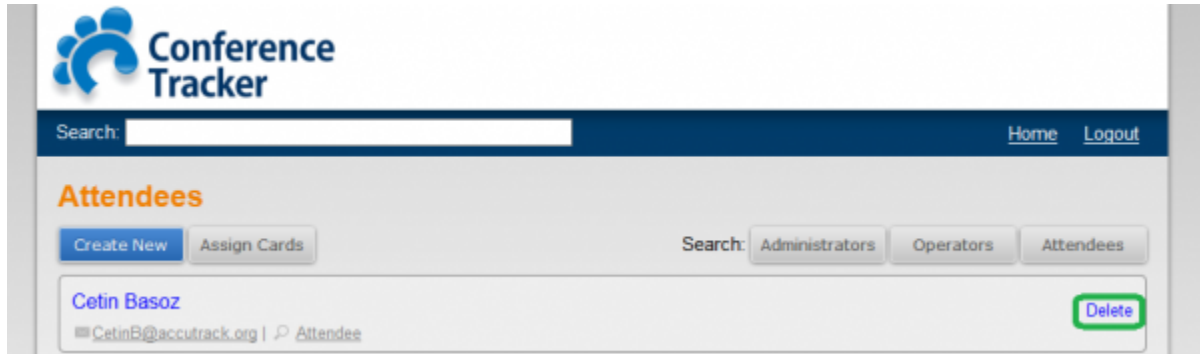 Conference
Tracker
Search: Home Logout
Attendees
Create New Assign Cards Search: Administrators Operators Attendees
Cetin Basoz Delete
CetinB@accutrack.org | Attendee